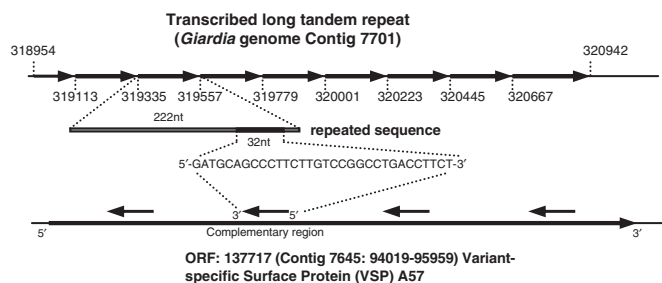 Transcribed long tandem repeat
(Giardia genome Contig 7701)
318954
320942
319113 319335 319557 319779 320001 320223 320445 320667
222nt
repeated sequence
32nt
5′-GATGCAGCCCTTCTTGTCCGGCCTGACCTTCT-3′
3′ 5′
5′ Complementary region 3′
ORF: 137717 (Contig 7645: 94019-95959) Variant-
specific Surface Protein (VSP) A57